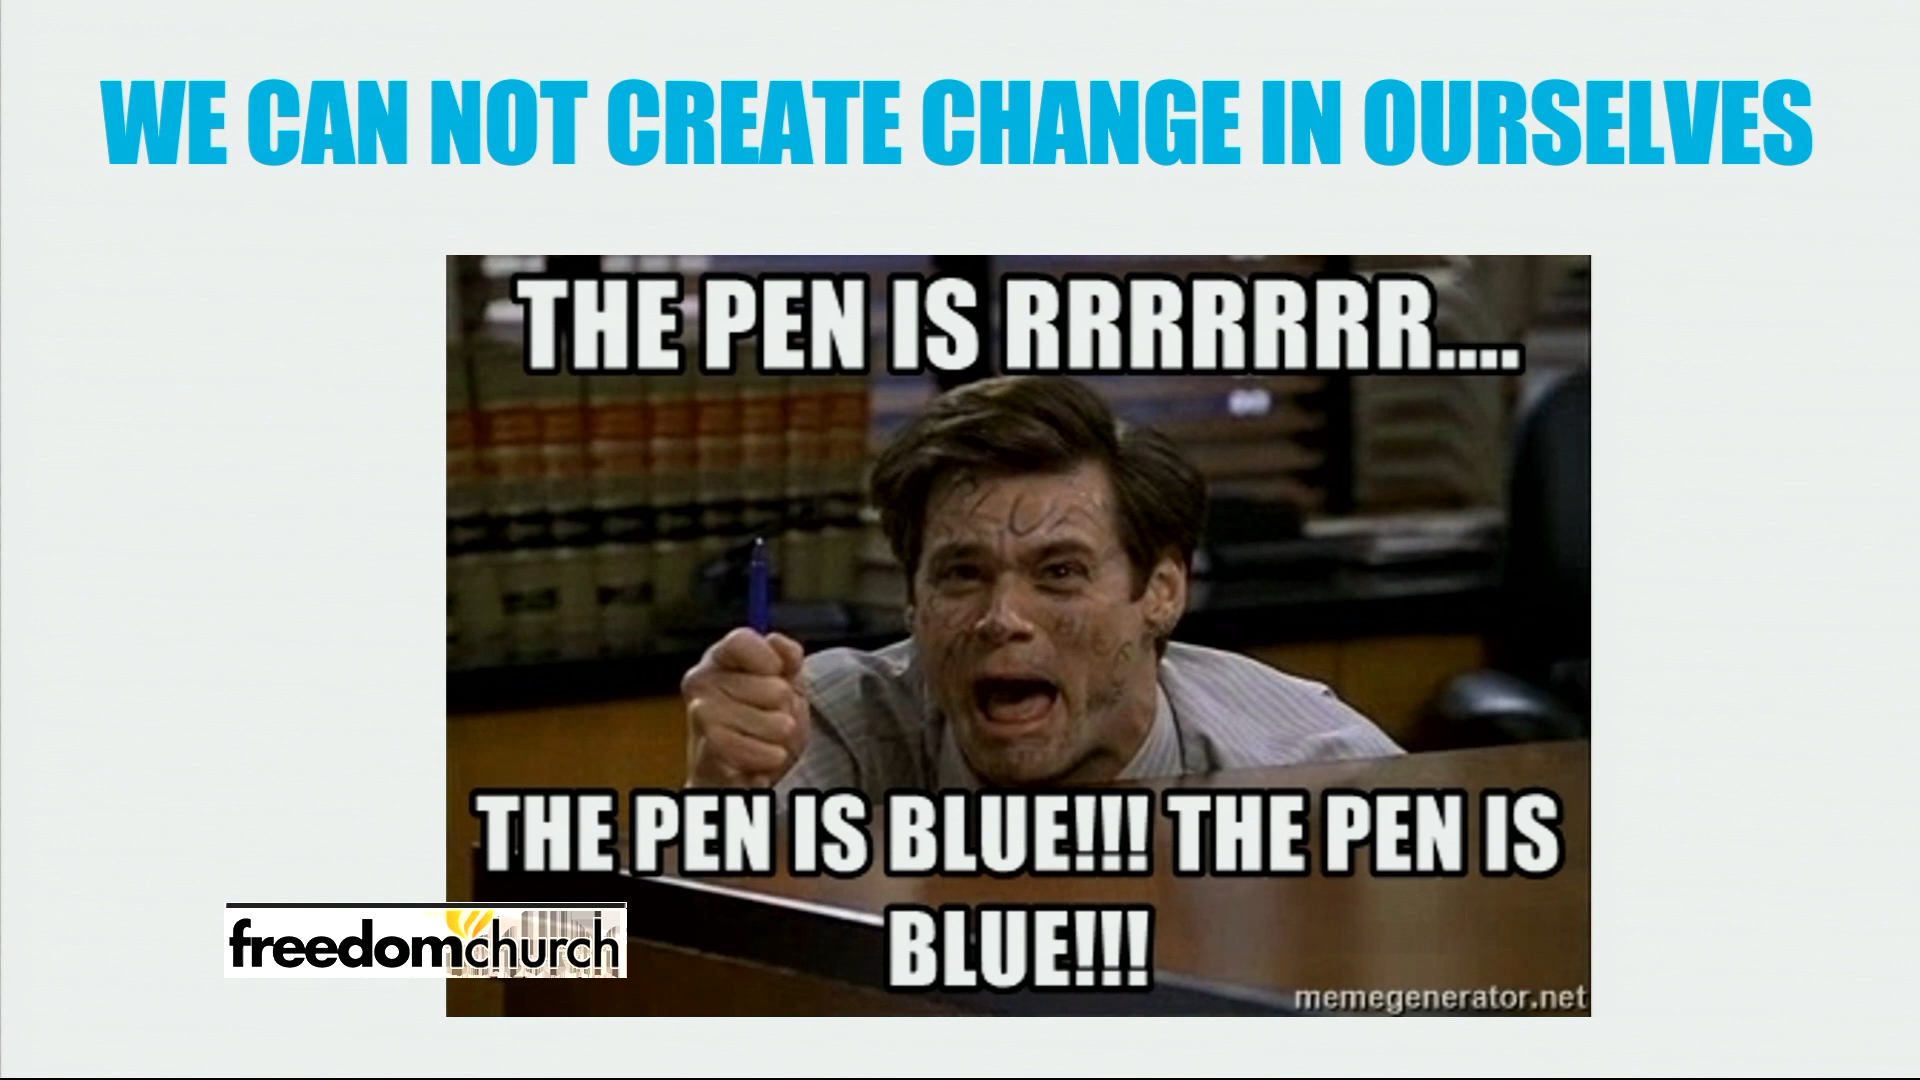 WE CAN NOT CREATE CHANGE IN OURSELVES
THE PEN IS RRRRRRR....
THE PEN IS BLUE!!! THE PEN IS
BLUE!!!
freedomchurch
memegenerator.net